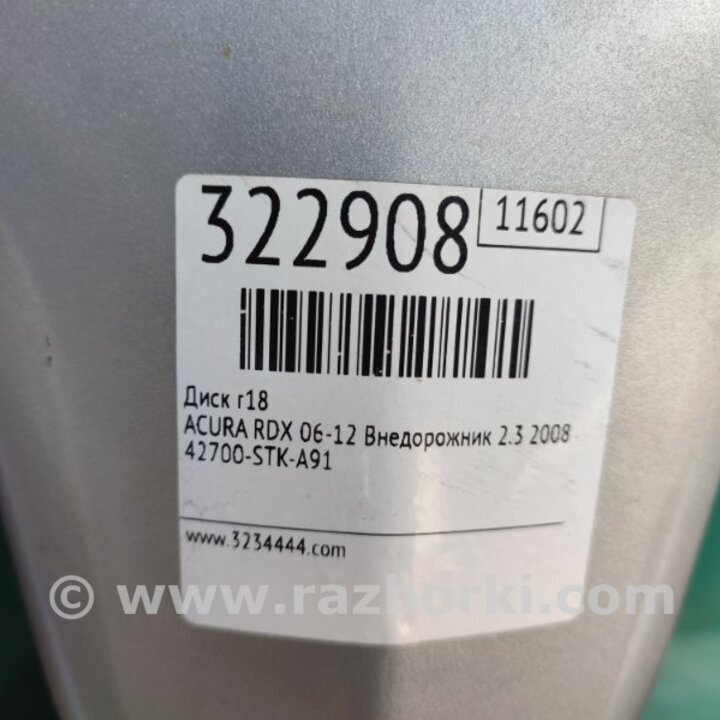 322908
11602
Диск r18
ACURA RDX 06-12 Внедорожник 2.3 2008
42700-STK-A91
www.3234444.com
© www.razborki.com